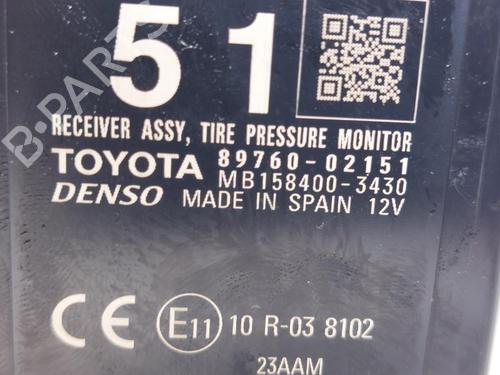 51
RECEIVER ASSY, TIRE PRESSURE MONITOR
TOYOTA 89760-02151
MB158400-3430
DENSO MADE IN SPAIN 12V
CE E11 10 R-03 8102
23AAM
B-PARTS